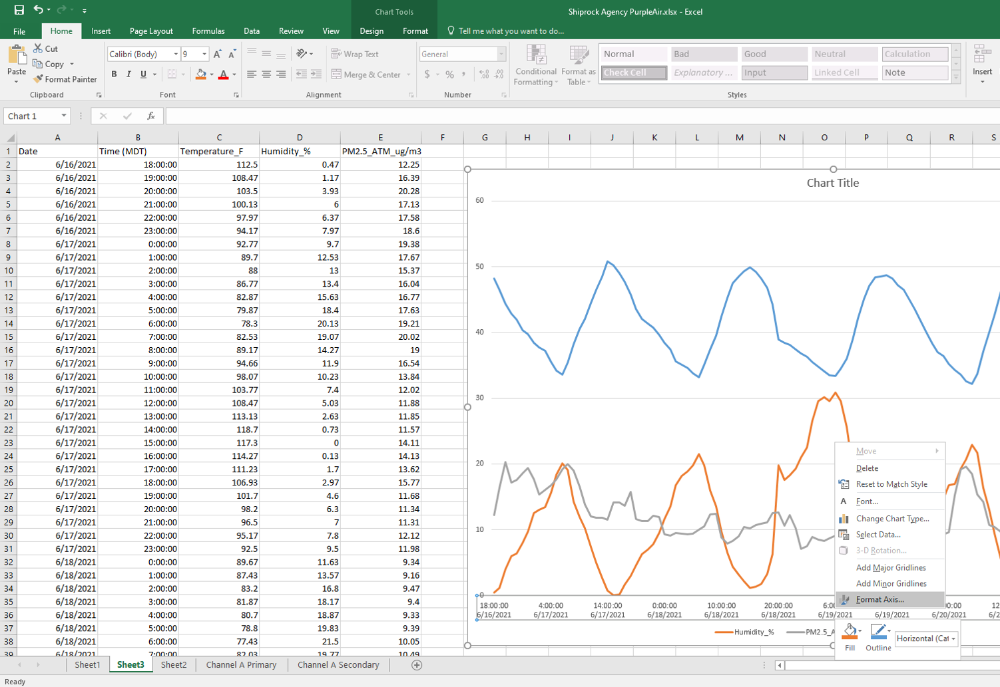 Chart Tools
Shiprock Agency PurpleAir.xlsx - Excel
File Home Insert Page Layout Formulas Data Review View Design Format Tell me what you want to do...
Paste
Cut
Copy
Format Painter
Clipboard
Calibri (Body) 9 A A
B I U A
Font
Wrap Text
Merge & Center
Alignment
General
$ % , .0 .00
Number
Conditional Formatting
Format as Table
Normal Bad Good Neutral Calculation
Check Cell Explanatory ... Input Linked Cell Note
Styles
Insert
Chart 1 fx
A B C D E F G H I J K L M N O P Q R S
1 Date Time (MDT) Temperature_F Humidity_% PM2.5_ATM_ug/m3
2 6/16/2021 18:00:00 112.5 0.47 12.25
3 6/16/2021 19:00:00 108.47 1.17 16.39
4 6/16/2021 20:00:00 103.5 3.93 20.28
5 6/16/2021 21:00:00 100.13 6 17.13
6 6/16/2021 22:00:00 97.97 6.37 17.58
7 6/16/2021 23:00:00 94.17 7.97 18.6
8 6/17/2021 0:00:00 92.77 9.7 19.38
9 6/17/2021 1:00:00 89.7 12.53 17.67
10 6/17/2021 2:00:00 88 13 15.37
11 6/17/2021 3:00:00 86.77 13.4 16.04
12 6/17/2021 4:00:00 82.87 15.63 16.77
13 6/17/2021 5:00:00 79.87 18.4 17.63
14 6/17/2021 6:00:00 78.3 20.13 19.21
15 6/17/2021 7:00:00 82.53 19.07 20.02
16 6/17/2021 8:00:00 89.17 14.27 19
17 6/17/2021 9:00:00 94.66 11.9 16.54
18 6/17/2021 10:00:00 98.07 10.23 13.84
19 6/17/2021 11:00:00 103.77 7.4 12.02
20 6/17/2021 12:00:00 108.47 5.03 11.88
21 6/17/2021 13:00:00 113.13 2.63 11.85
22 6/17/2021 14:00:00 118.7 0.73 11.57
23 6/17/2021 15:00:00 117.3 0 14.11
24 6/17/2021 16:00:00 114.27 0.13 14.13
25 6/17/2021 17:00:00 111.23 1.7 13.62
26 6/17/2021 18:00:00 106.93 2.97 15.77
27 6/17/2021 19:00:00 101.7 4.6 11.68
28 6/17/2021 20:00:00 98.2 6.3 11.34
29 6/17/2021 21:00:00 96.5 7 11.31
30 6/17/2021 22:00:00 95.17 7.8 12.12
31 6/17/2021 23:00:00 92.5 9.5 11.98
32 6/18/2021 0:00:00 89.67 11.63 9.34
33 6/18/2021 1:00:00 87.43 13.57 9.16
34 6/18/2021 2:00:00 83.2 16.8 9.47
35 6/18/2021 3:00:00 81.87 18.17 9.4
36 6/18/2021 4:00:00 80.7 18.87 9.33
37 6/18/2021 5:00:00 78.8 19.83 9.39
38 6/18/2021 6:00:00 77.43 21.5 10.05
39 6/18/2021 7:00:00 82.03 19.77 10.49
Chart Title
60
50
40
30
20
10
0
18:00:00 4:00:00 14:00:00 0:00:00 10:00:00 20:00:00 6:00 00:00 12
6/16/2021 6/17/2021 6/17/2021 6/18/2021 6/18/2021 6/18/2021 6/19/2021 6/19/2021 6/20/2021 6/2
Humidity_% PM2.5_A
Move
Delete
Reset to Match Style
Font...
Change Chart Type...
Select Data...
3-D Rotation...
Add Major Gridlines
Add Minor Gridlines
Format Axis...
Fill Outline Horizontal (Cat
Sheet1 Sheet3 Sheet2 Channel A Primary Channel A Secondary
Ready